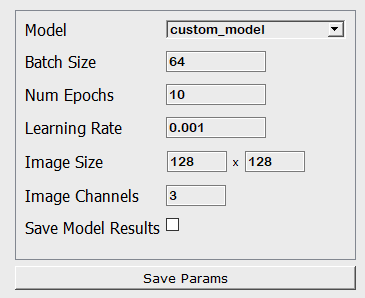 Model custom_model
Batch Size 64
Num Epochs 10
Learning Rate 0.001
Image Size 128 x 128
Image Channels 3
Save Model Results
Save Params